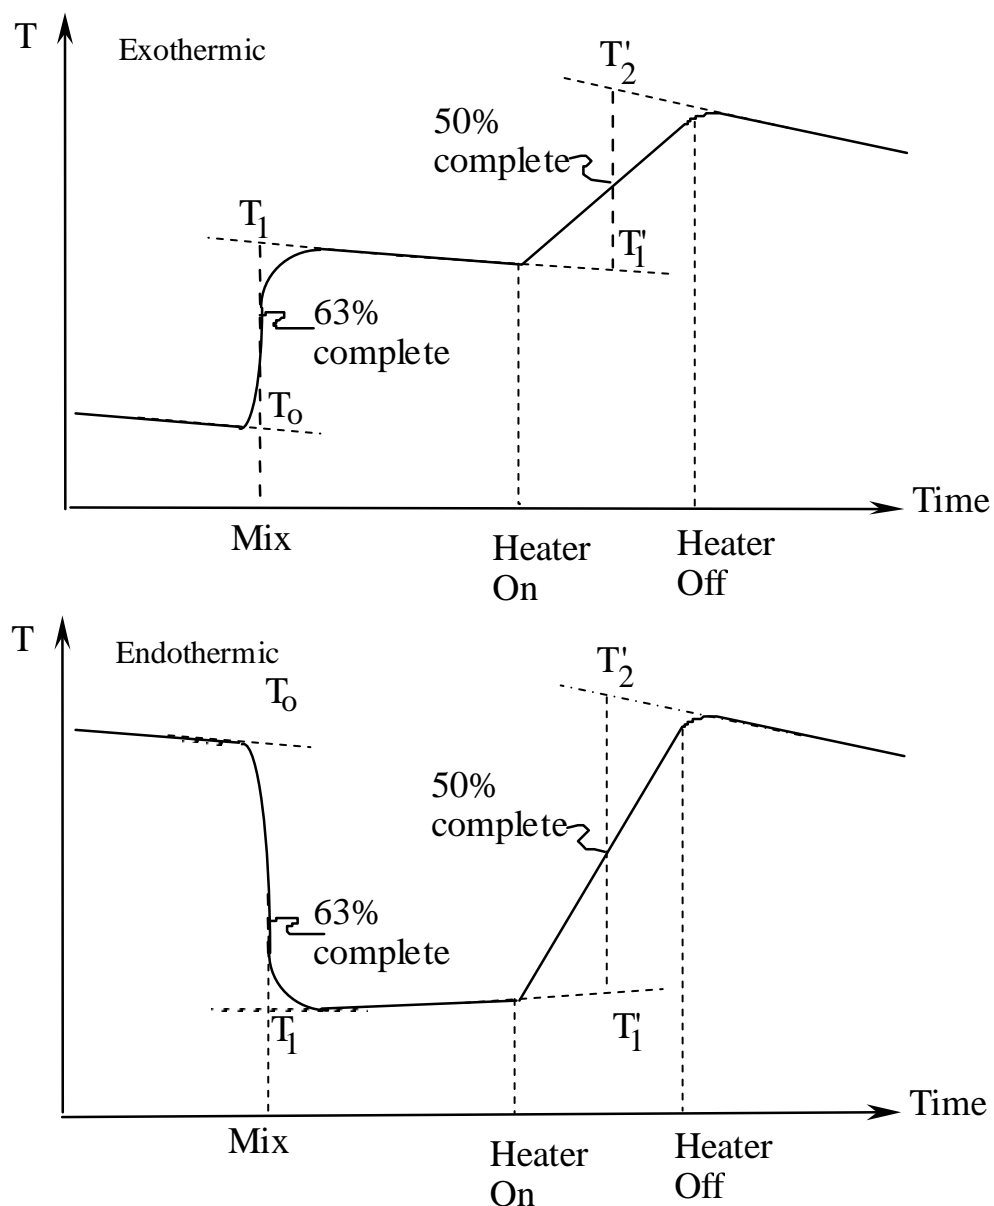 T
Exothermic
T'2
50%
complete
T1
T'1
63%
complete
To
Time
Mix
Heater
On
Heater
Off
T
Endothermic
T'2
To
50%
complete
63%
complete
T1
T'1
Time
Mix
Heater
On
Heater
Off